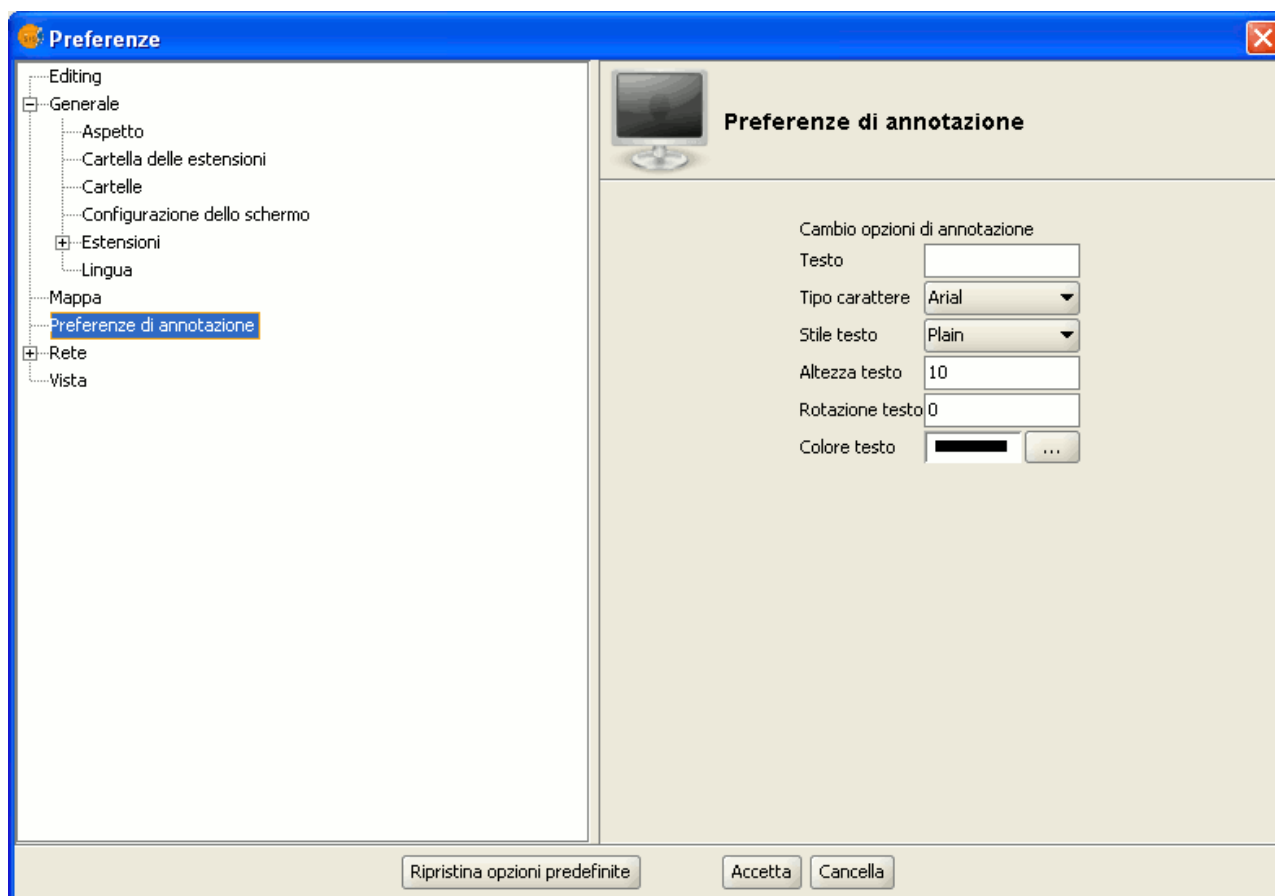 Preferenze
Editing
Generale
Aspetto
Cartella delle estensioni
Cartelle
Configurazione dello schermo
Estensioni
Lingua
Mappa
Preferenze di annotazione
Rete
Vista
Preferenze di annotazione
Cambio opzioni di annotazione
Testo
Tipo carattere Arial
Stile testo Plain
Altezza testo 10
Rotazione testo 0
Colore testo ...
Ripristina opzioni predefinite Accetta Cancella